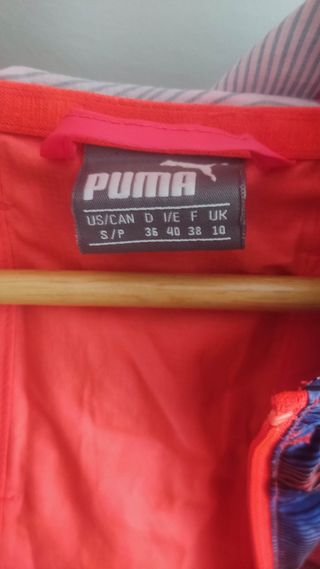 PUMA
US/CAN D I/E F UK
S/P 36 40 38 10